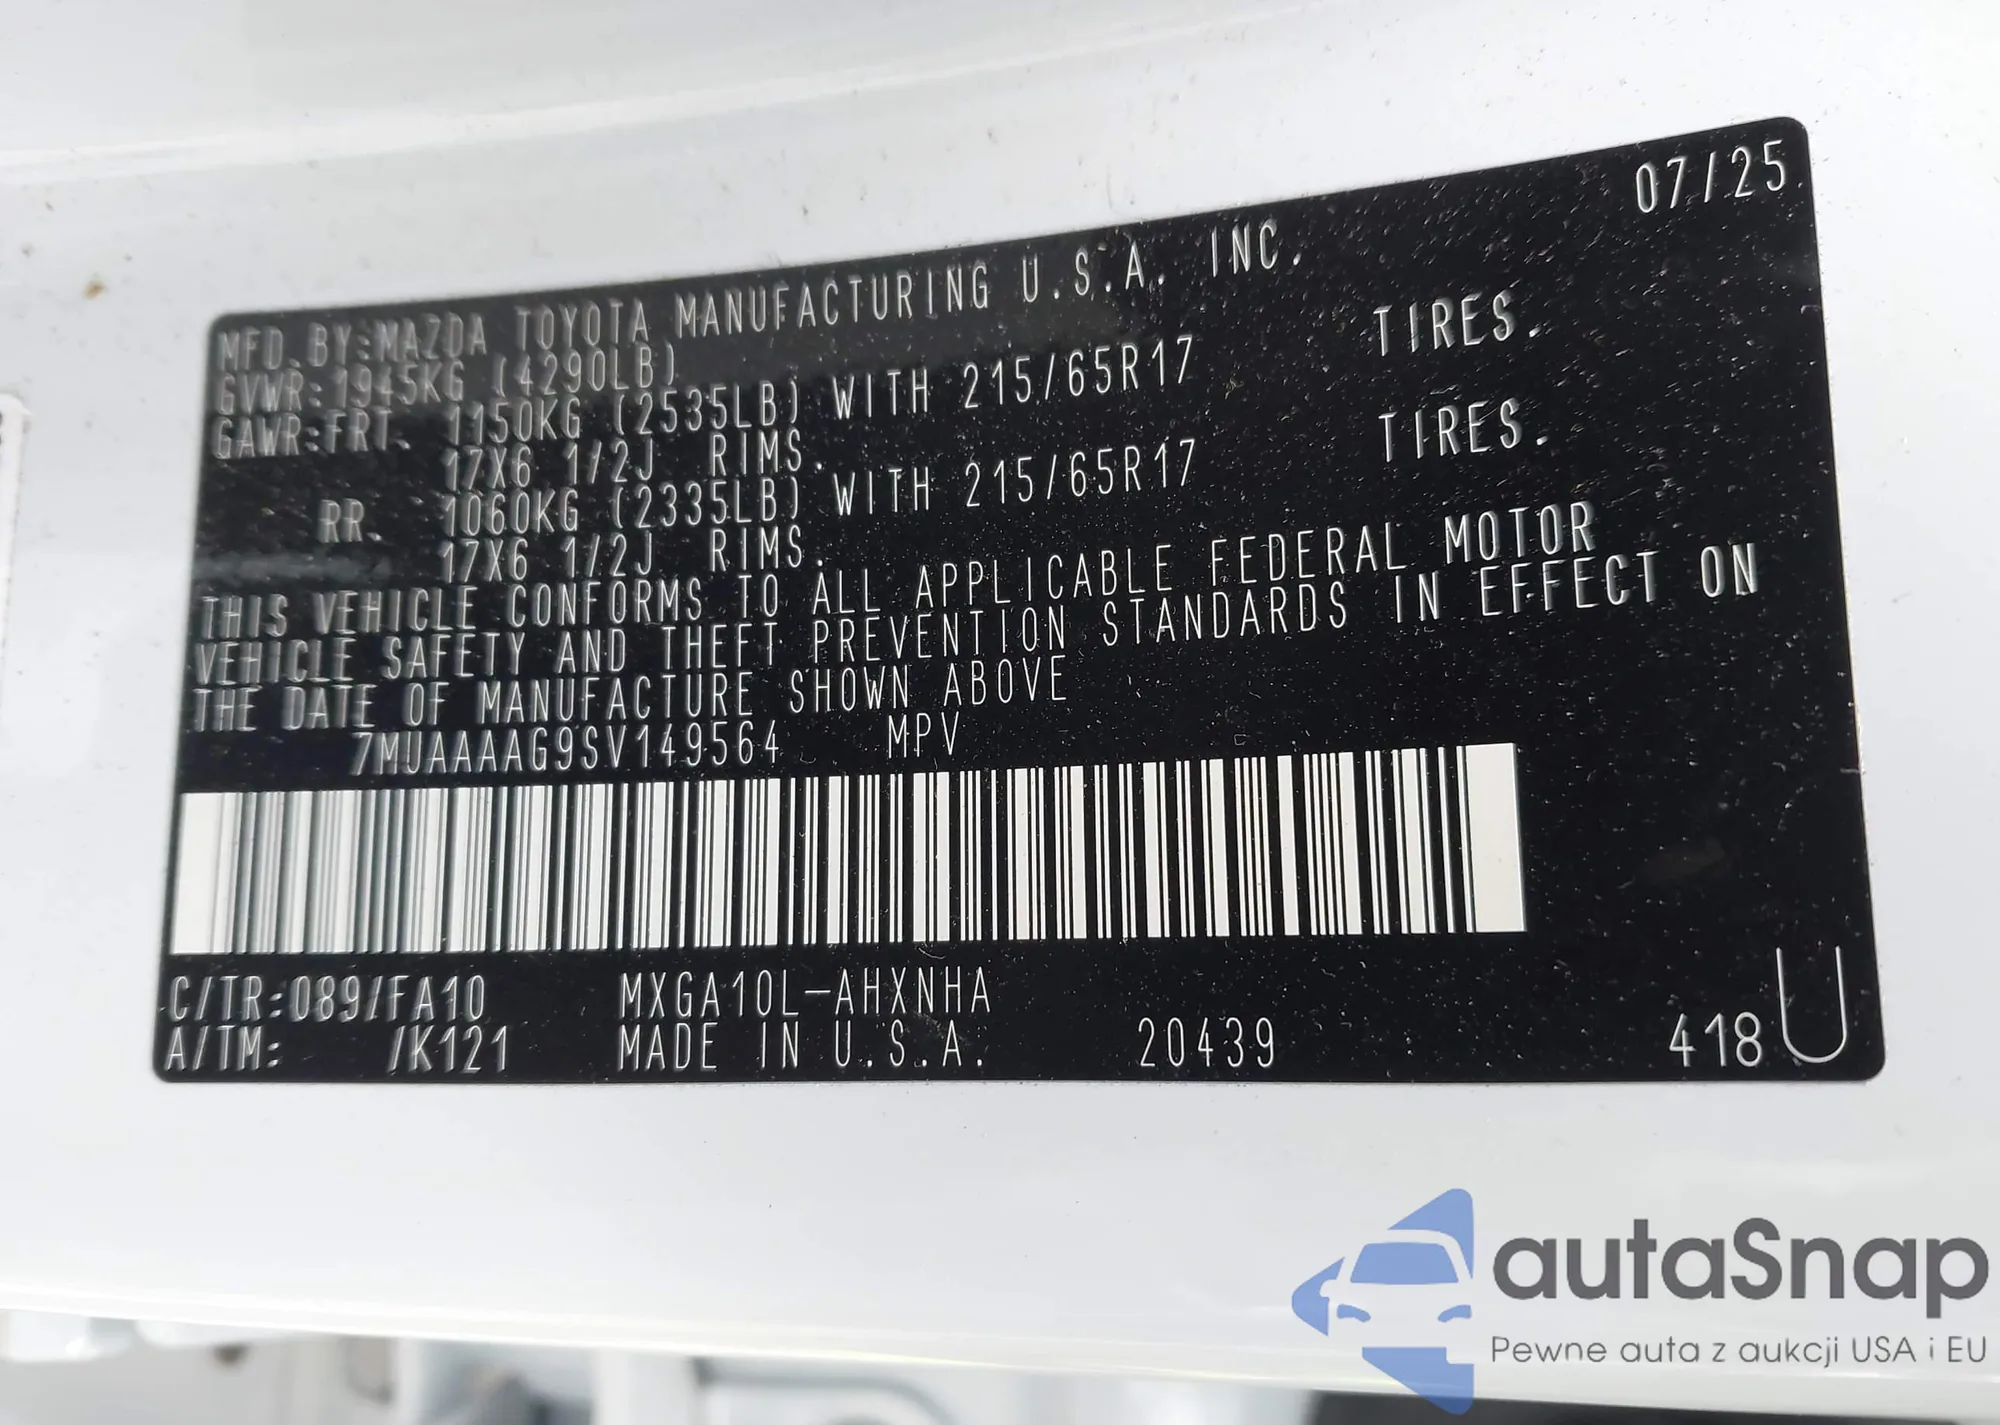 07/25
MFD.BY:MAZDA TOYOTA MANUFACTURING U.S.A. INC.
GVWR:1945KG (4290LB)
GAWR:FRT. 1150KG (2535LB) WITH 215/65R17 TIRES.
17X6 1/2J RIMS.
RR. 1060KG (2335LB) WITH 215/65R17 TIRES.
17X6 1/2J RIMS.
THIS VEHICLE CONFORMS TO ALL APPLICABLE FEDERAL MOTOR
VEHICLE SAFETY AND THEFT PREVENTION STANDARDS IN EFFECT ON
THE DATE OF MANUFACTURE SHOWN ABOVE
7MUAAAAG9SV149564 MPV
C/TR:089/FA10 MXGA10L-AHXNHA
A/TM: /K121 MADE IN U.S.A. 20439 418 U
autaSnap
Pewne auta z aukcji USA i EU